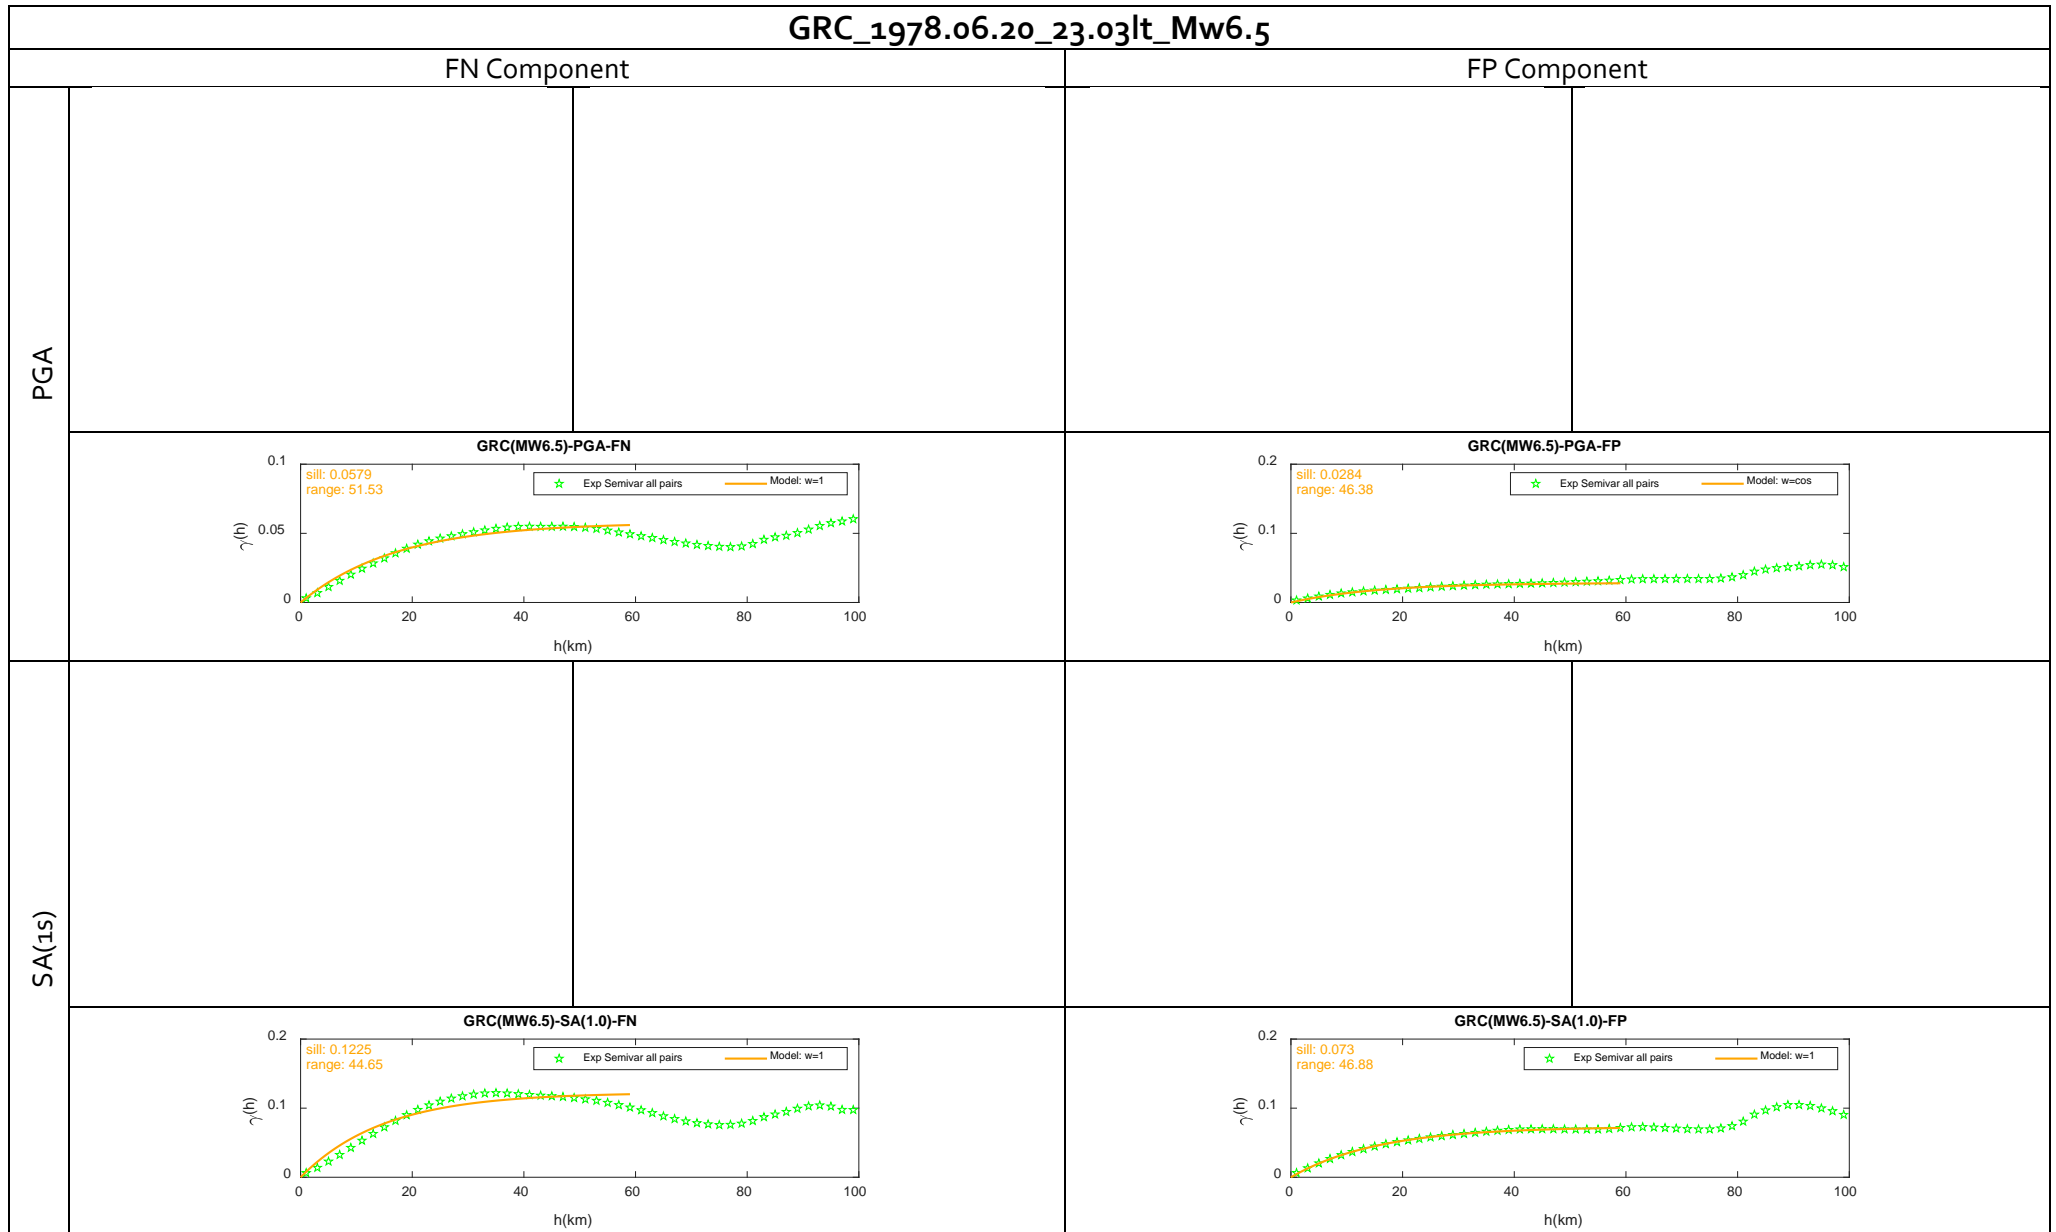 GRC_1978.06.20_23.03lt_Mw6.5
FN Component
FP Component
PGA
GRC(MW6.5)-PGA-FN
sill: 0.0579
range: 51.53
Exp Semivar all pairs
Model: w=1
0.1
0.05
0
γ(h)
0 20 40 60 80 100
h(km)
GRC(MW6.5)-PGA-FP
sill: 0.0284
range: 46.38
Exp Semivar all pairs
Model: w=cos
0.2
0.1
0
γ(h)
0 20 40 60 80 100
h(km)
SA(1s)
GRC(MW6.5)-SA(1.0)-FN
sill: 0.1225
range: 44.65
Exp Semivar all pairs
Model: w=1
0.2
0.1
0
γ(h)
0 20 40 60 80 100
h(km)
GRC(MW6.5)-SA(1.0)-FP
sill: 0.073
range: 46.88
Exp Semivar all pairs
Model: w=1
0.2
0.1
0
γ(h)
0 20 40 60 80 100
h(km)